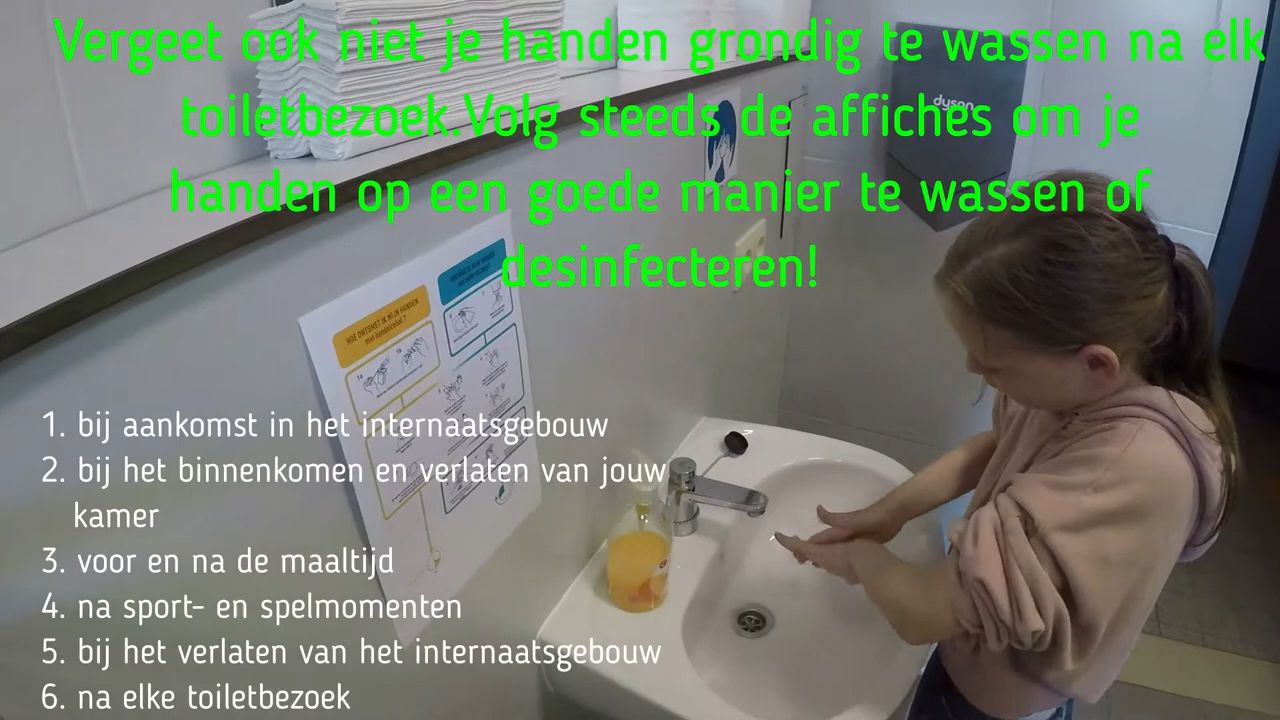 Vergeet ook niet je handen grondig te wassen na elk
toiletbezoek.Volg steeds de affiches om je
handen op een goede manier te wassen of
desinfecteren!
dyson
HOE ONTSMET IK MIJN HANDEN
met handalcohol?
1. bij aankomst in het internaatsgebouw
2. bij het binnenkomen en verlaten van jouw
kamer
3. voor en na de maaltijd
4. na sport- en spelmomenten
5. bij het verlaten van het internaatsgebouw
6. na elke toiletbezoek